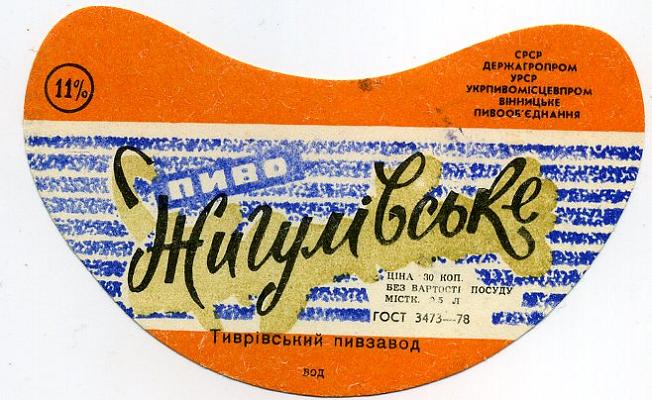 11%
СРСР
ДЕРЖАГРОПРОМ
УРСР
УКРПИВОМІСЦЕВПРОМ
ВІННИЦЬКЕ
ПИВООБ'ЄДНАННЯ
ПИВО
Жигулівське
ЦІНА 30 КОП.
БЕЗ ВАРТОСТІ ПОСУДУ
МІСТК. 0,5 Л
ГОСТ 3473—78
Тиврівський пивзавод
ВОД